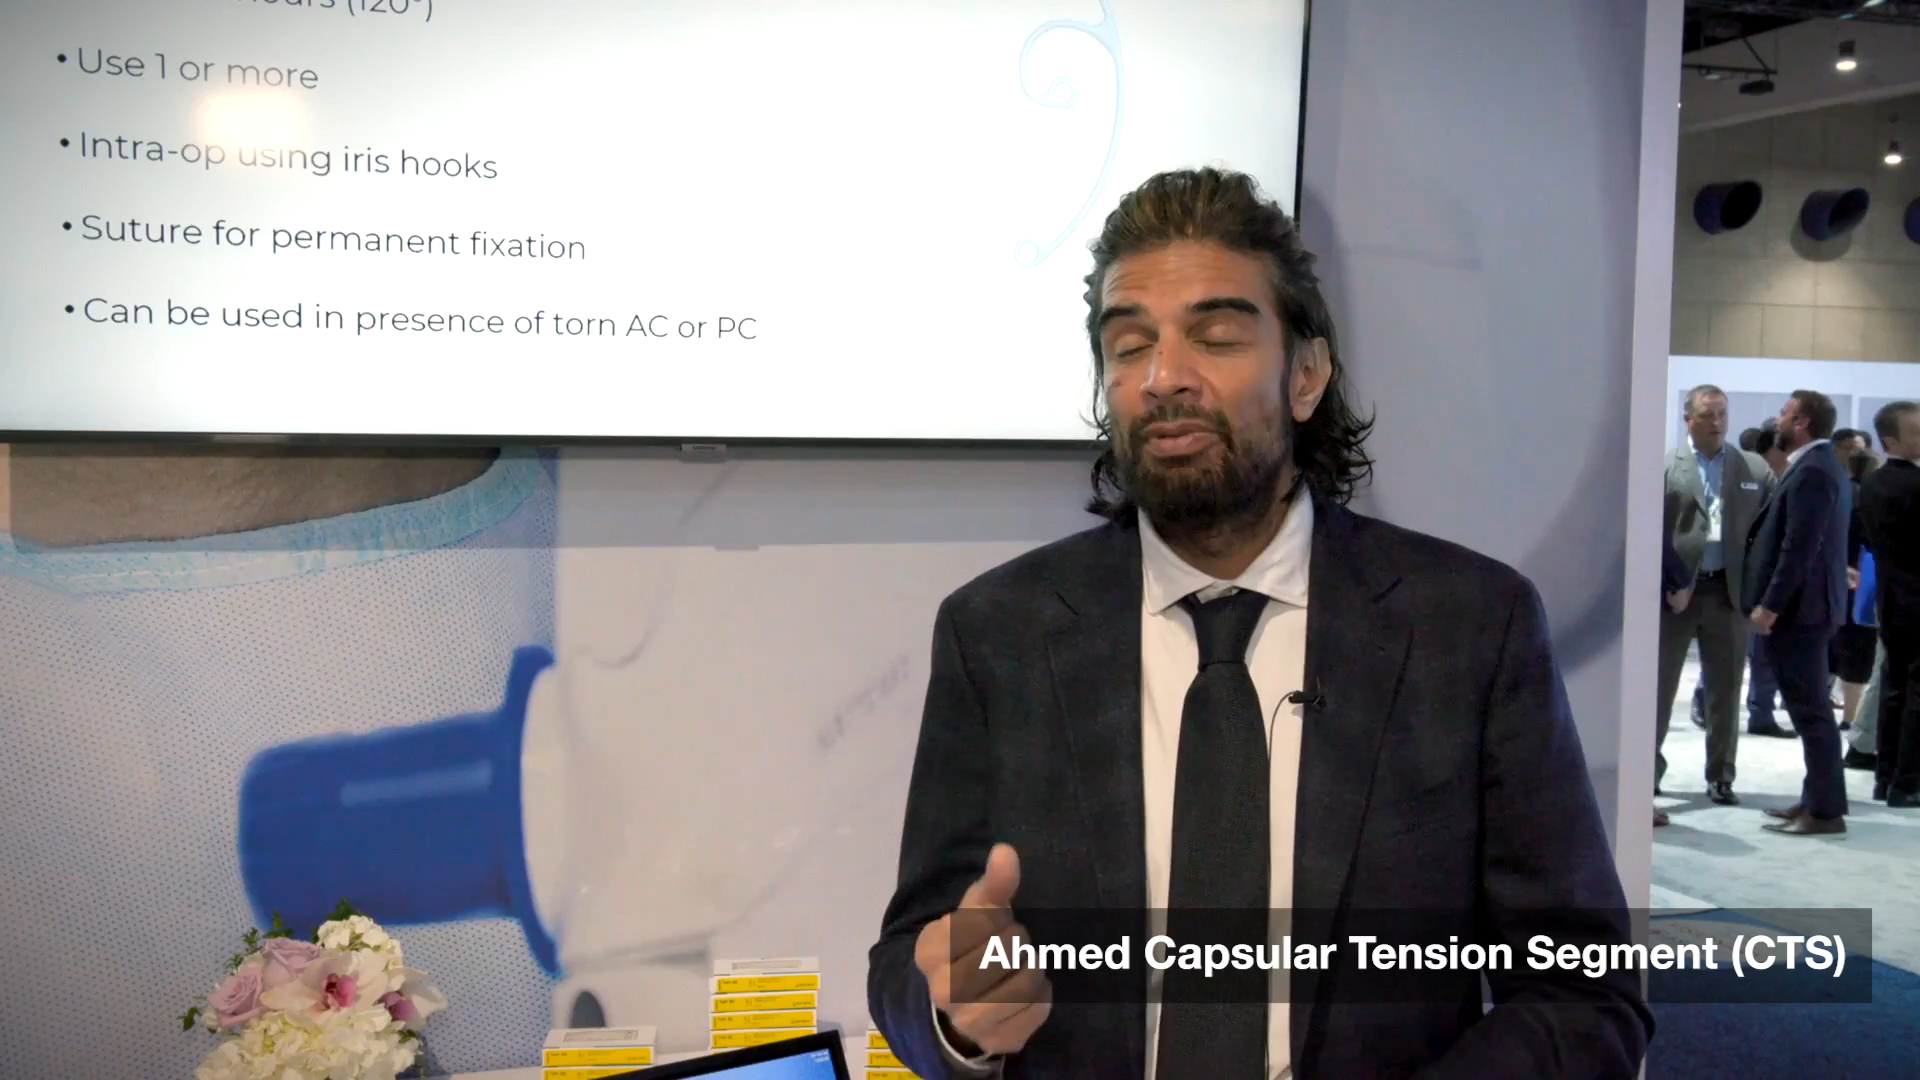 (120°)
• Use 1 or more
• Intra-op using iris hooks
• Suture for permanent fixation
• Can be used in presence of torn AC or PC
Ahmed Capsular Tension Segment (CTS)